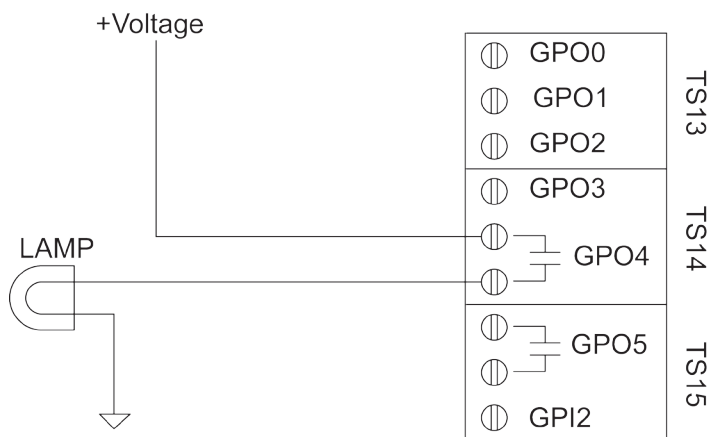 +Voltage
GPO0
GPO1
GPO2
TS13
GPO3
GPO4
TS14
LAMP
GPO5
GPI2
TS15